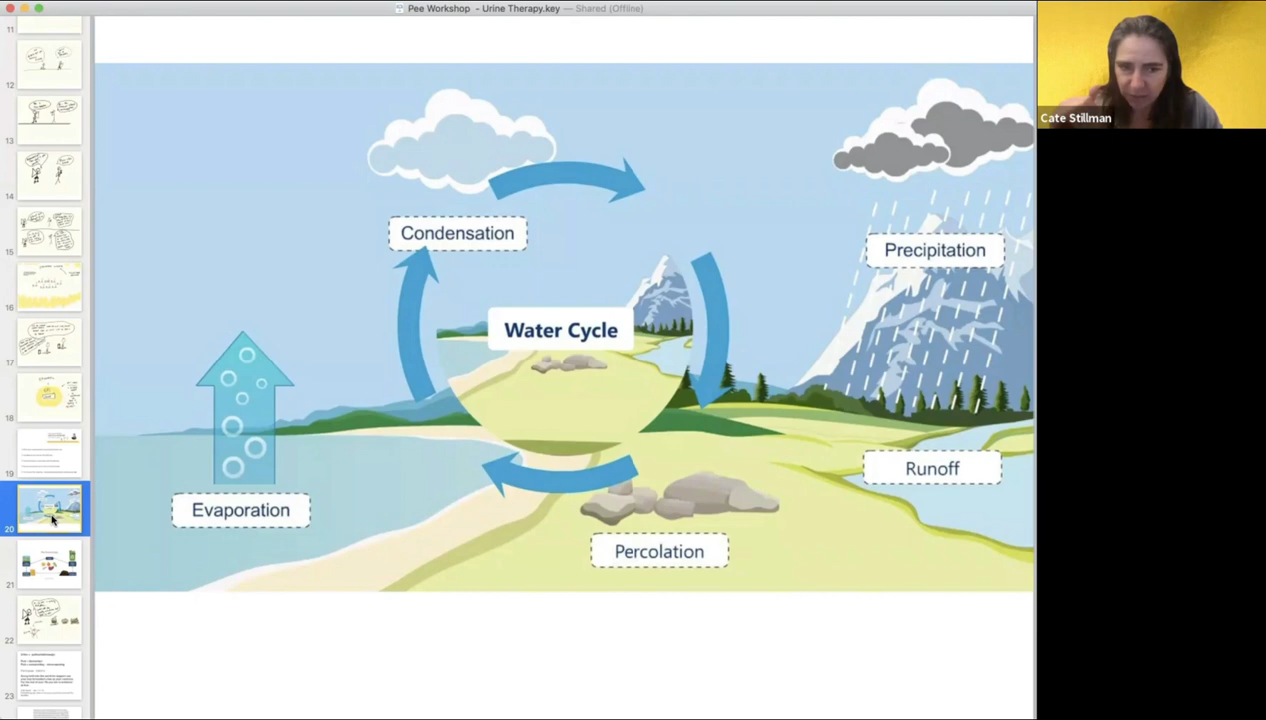 Pee Workshop - Urine Therapy.key — Shared (Offline)
Cate Stillman
Condensation
Precipitation
Water Cycle
Runoff
Evaporation
Percolation
11
12
13
14
15
16
17
18
19
20
21
22
23